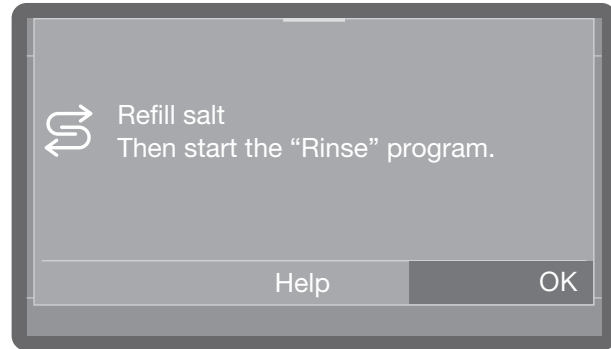 Refill salt
Then start the “Rinse” program.
Help
OK